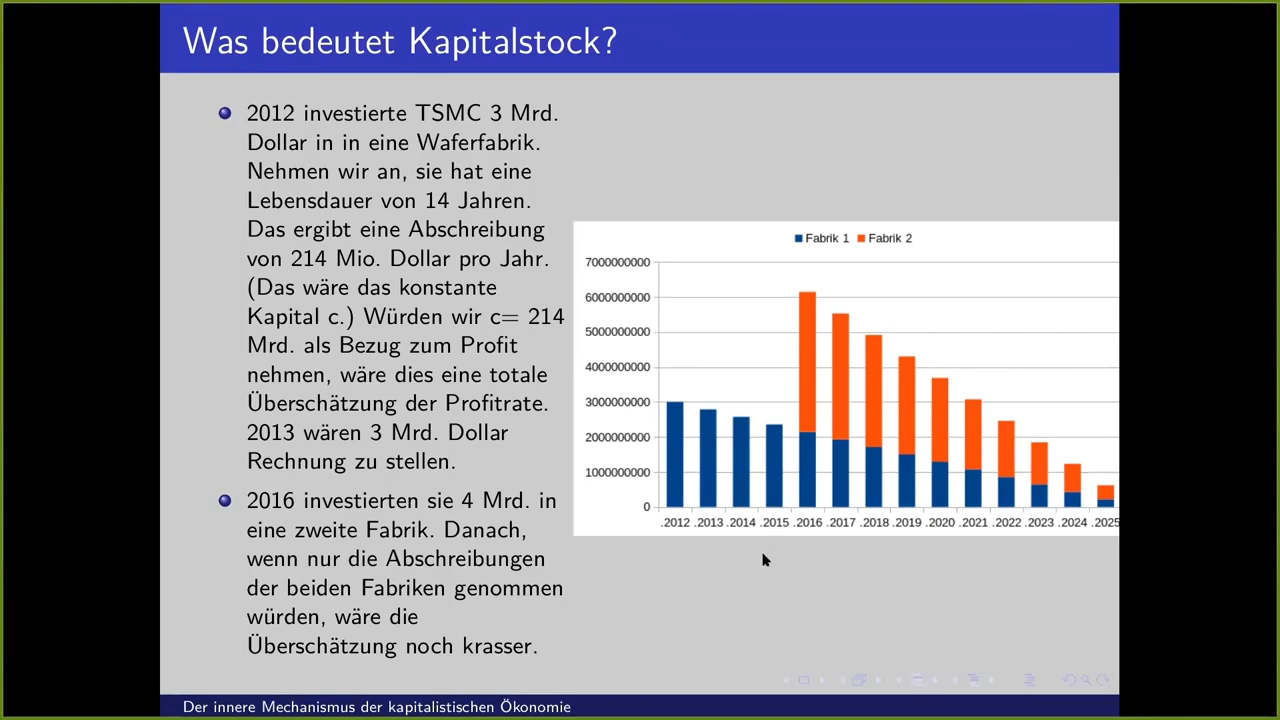 Was bedeutet Kapitalstock?
2012 investierte TSMC 3 Mrd.
Dollar in in eine Waferfabrik.
Nehmen wir an, sie hat eine
Lebensdauer von 14 Jahren.
Das ergibt eine Abschreibung
von 214 Mio. Dollar pro Jahr.
(Das wäre das konstante
Kapital c.) Würden wir c= 214
Mrd. als Bezug zum Profit
nehmen, wäre dies eine totale
Überschätzung der Profitrate.
2013 wären 3 Mrd. Dollar
Rechnung zu stellen.
2016 investierten sie 4 Mrd. in
eine zweite Fabrik. Danach,
wenn nur die Abschreibungen
der beiden Fabriken genommen
würden, wäre die
Überschätzung noch krasser.
Fabrik 1 Fabrik 2
7000000000
6000000000
5000000000
4000000000
3000000000
2000000000
1000000000
0
.2012 .2013 .2014 .2015 .2016 .2017 .2018 .2019 .2020 .2021 .2022 .2023 .2024 .2025
Der innere Mechanismus der kapitalistischen Ökonomie